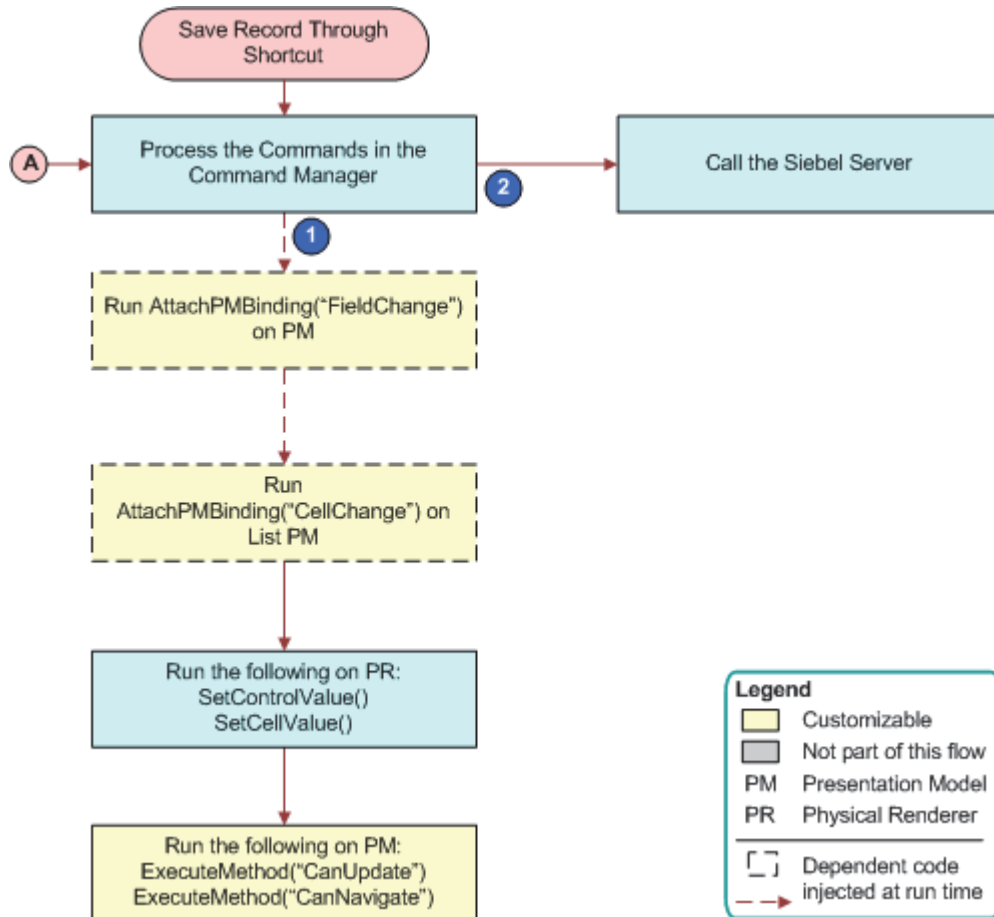 Save Record Through
Shortcut
A
Process the Commands in the
Command Manager
2
Call the Siebel Server
1
Run AttachPMBinding(“FieldChange”)
on PM
Run
AttachPMBinding(“CellChange”) on
List PM
Run the following on PR:
SetControlValue()
SetCellValue()
Run the following on PM:
ExecuteMethod(“CanUpdate”)
ExecuteMethod(“CanNavigate”)
Legend
Customizable
Not part of this flow
PM Presentation Model
PR Physical Renderer
Dependent code
injected at run time